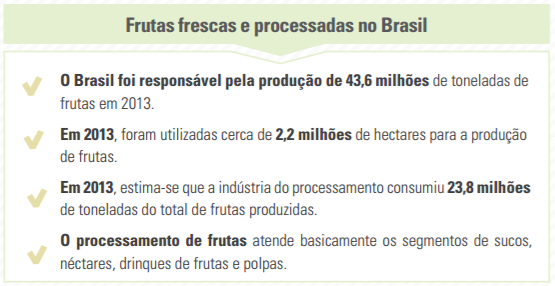 Frutas frescas e processadas no Brasil
O Brasil foi responsável pela produção de 43,6 milhões de toneladas de
frutas em 2013.
Em 2013, foram utilizadas cerca de 2,2 milhões de hectares para a produção
de frutas.
Em 2013, estima-se que a indústria do processamento consumiu 23,8 milhões
de toneladas do total de frutas produzidas.
O processamento de frutas atende basicamente os segmentos de sucos,
néctares, drinques de frutas e polpas.